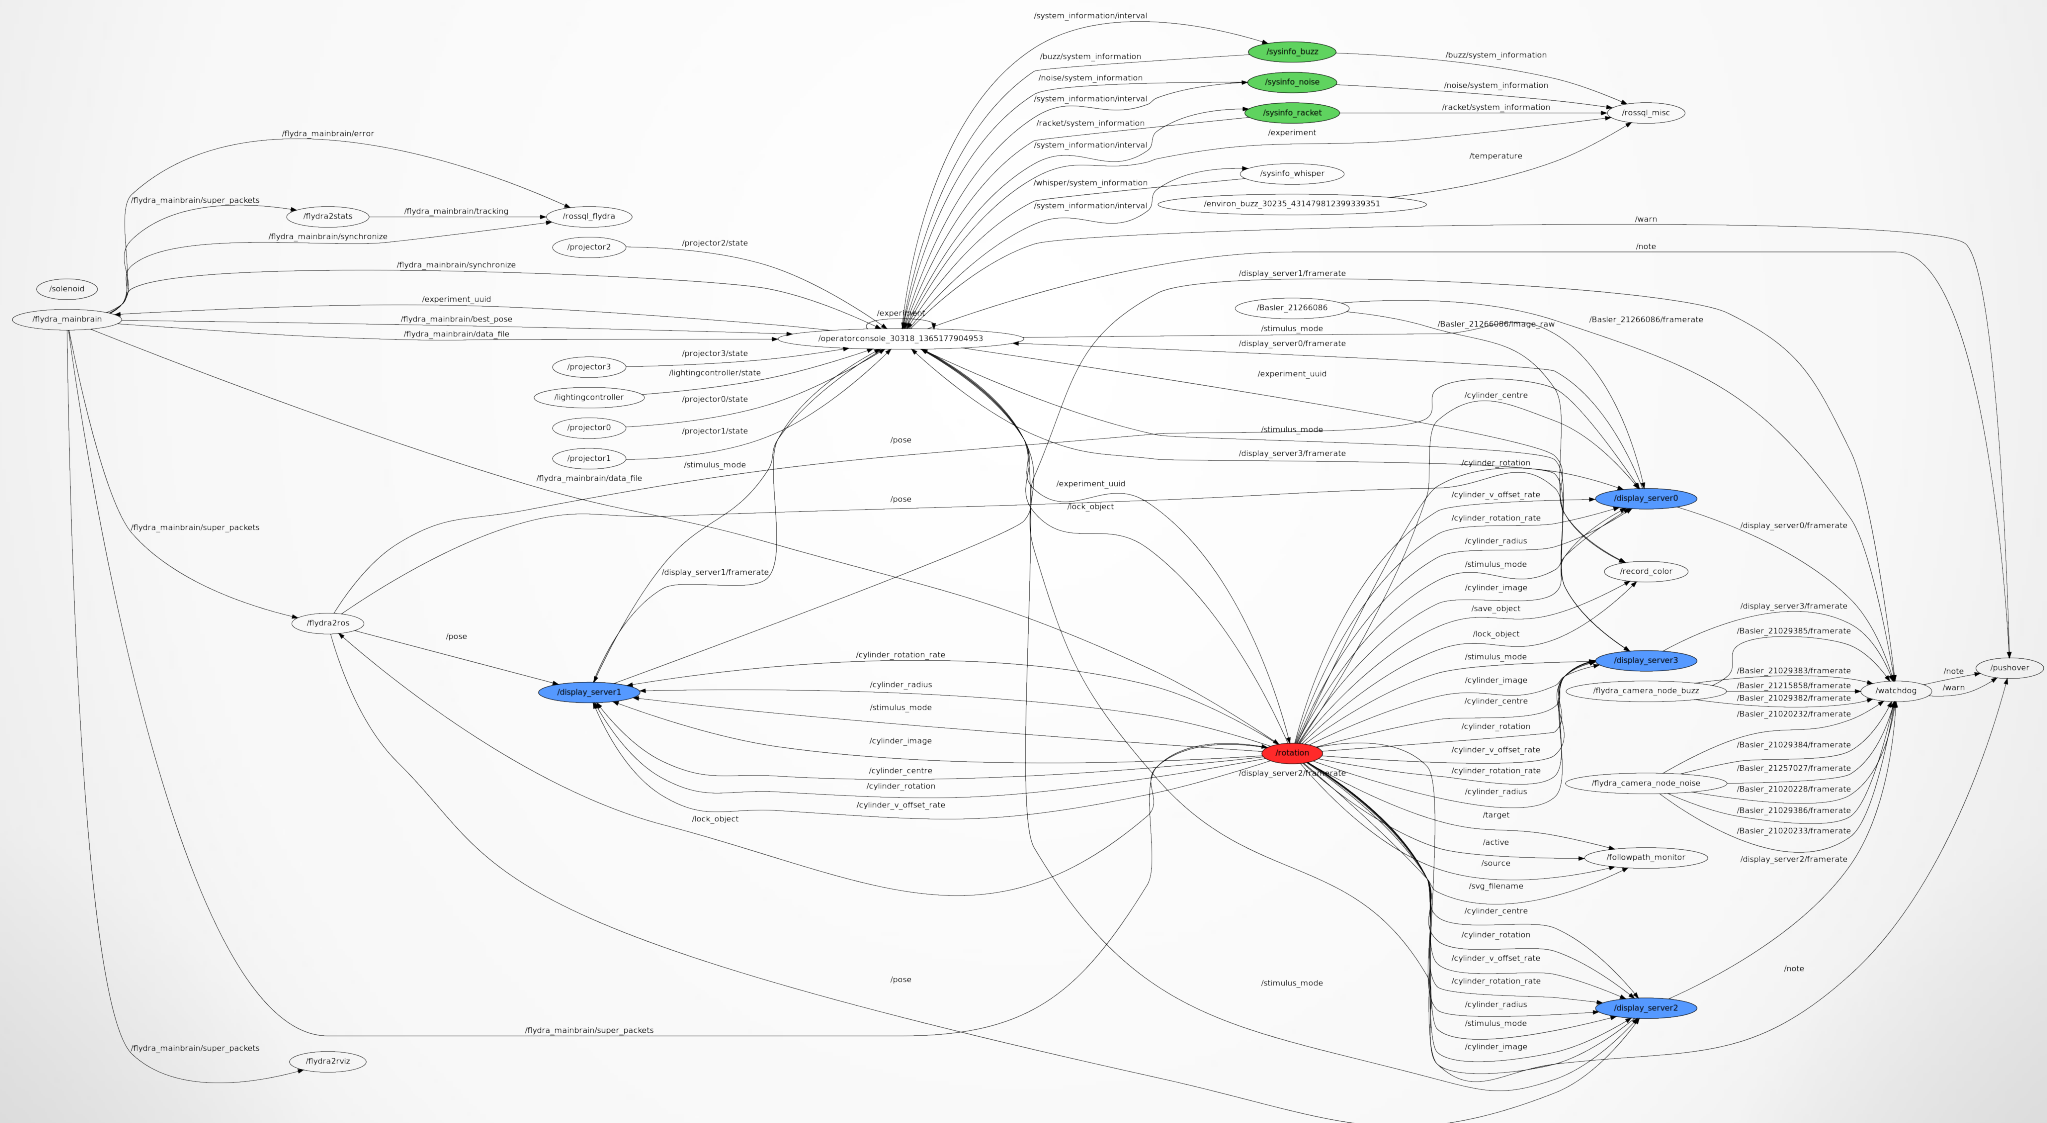 /system_information/interval
/sysinfo_buzz
/buzz/system_information
/buzz/system_information
/noise/system_information
/sysinfo_noise
/noise/system_information
/system_information/interval
/racket/system_information
/sysinfo_racket
/rossql_misc
/racket/system_information
/experiment
/flydra_mainbrain/error
/system_information/interval
/temperature
/sysinfo_whisper
/whisper/system_information
/flydra_mainbrain/super_packets
/environ_buzz_30235_431479812399339351
/system_information/interval
/flydra2stats
/flydra_mainbrain/tracking
/rossql_flydra
/warn
/flydra_mainbrain/synchronize
/projector2
/projector2/state
/note
/flydra_mainbrain/synchronize
/display_server1/framerate
/solenoid
/experiment_uuid
/Basler_21266086
/experiment
/flydra_mainbrain
/flydra_mainbrain/best_pose
/Basler_21266086/image_raw
/Basler_21266086/framerate
/flydra_mainbrain/data_file
/stimulus_mode
/operatorconsole_30318_1365177904953
/display_server0/framerate
/projector3/state
/projector3
/lightingcontroller/state
/experiment_uuid
/lightingcontroller
/projector0/state
/cylinder_centre
/projector0
/projector1/state
/stimulus_mode
/pose
/projector1
/display_server3/framerate
/stimulus_mode
/cylinder_rotation
/flydra_mainbrain/data_file
/experiment_uuid
/pose
/cylinder_v_offset_rate
/display_server0
/lock_object
/cylinder_rotation_rate
/flydra_mainbrain/super_packets
/display_server0/framerate
/cylinder_radius
/stimulus_mode
/display_server1/framerate
/record_color
/cylinder_image
/save_object
/display_server3/framerate
/flydra2ros
/lock_object
/Basler_21029385/framerate
/pose
/cylinder_rotation_rate
/stimulus_mode
/display_server3
/pushover
/Basler_21029383/framerate
/note
/cylinder_radius
/cylinder_image
/Basler_21215858/framerate
/display_server1
/flydra_camera_node_buzz
/watchdog
/warn
/Basler_21029382/framerate
/stimulus_mode
/cylinder_centre
/Basler_21020232/framerate
/cylinder_rotation
/cylinder_image
/Basler_21029384/framerate
/rotation
/cylinder_v_offset_rate
/cylinder_centre
/display_server2/framerate
/cylinder_rotation_rate
/Basler_21257027/framerate
/cylinder_rotation
/flydra_camera_node_noise
/cylinder_radius
/Basler_21020228/framerate
/cylinder_v_offset_rate
/Basler_21029386/framerate
/lock_object
/target
/Basler_21020233/framerate
/active
/followpath_monitor
/display_server2/framerate
/source
/svg_filename
/cylinder_centre
/cylinder_rotation
/cylinder_v_offset_rate
/note
/pose
/stimulus_mode
/cylinder_rotation_rate
/cylinder_radius
/display_server2
/stimulus_mode
/flydra_mainbrain/super_packets
/cylinder_image
/flydra_mainbrain/super_packets
/flydra2rviz